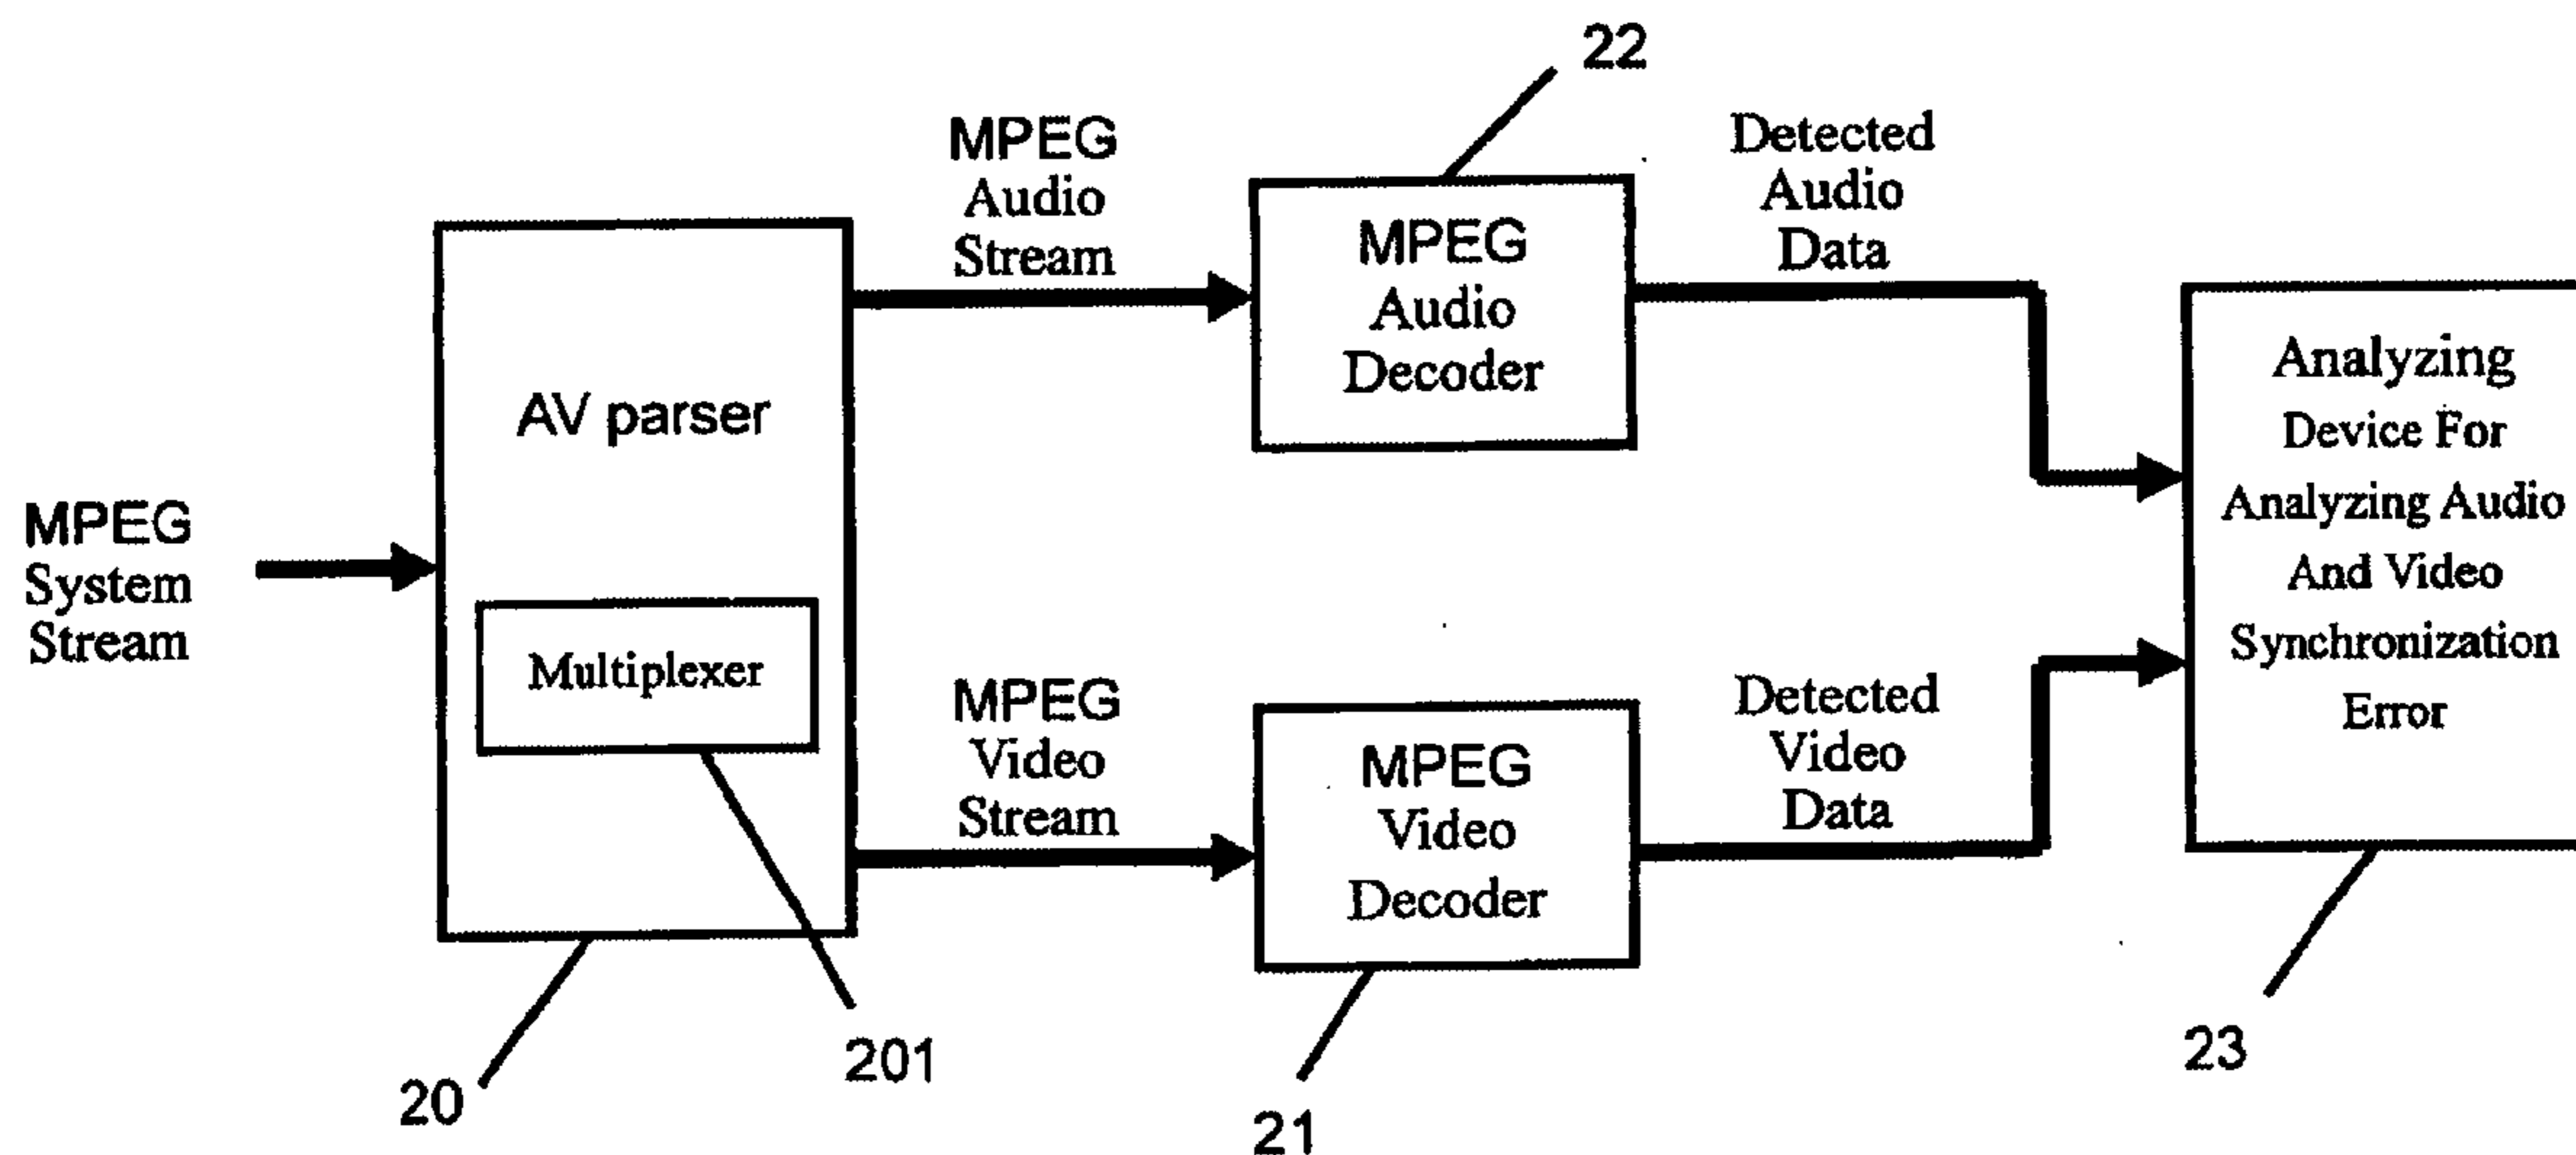 22
MPEG
Audio
Stream
Detected
Audio
Data
MPEG
Audio
Decoder
AV parser
Analyzing
Device For
Analyzing Audio
And Video
Synchronization
Error
MPEG
System
Stream
Multiplexer
MPEG
Video
Stream
Detected
Video
Data
MPEG
Video
Decoder
201
20
21
23